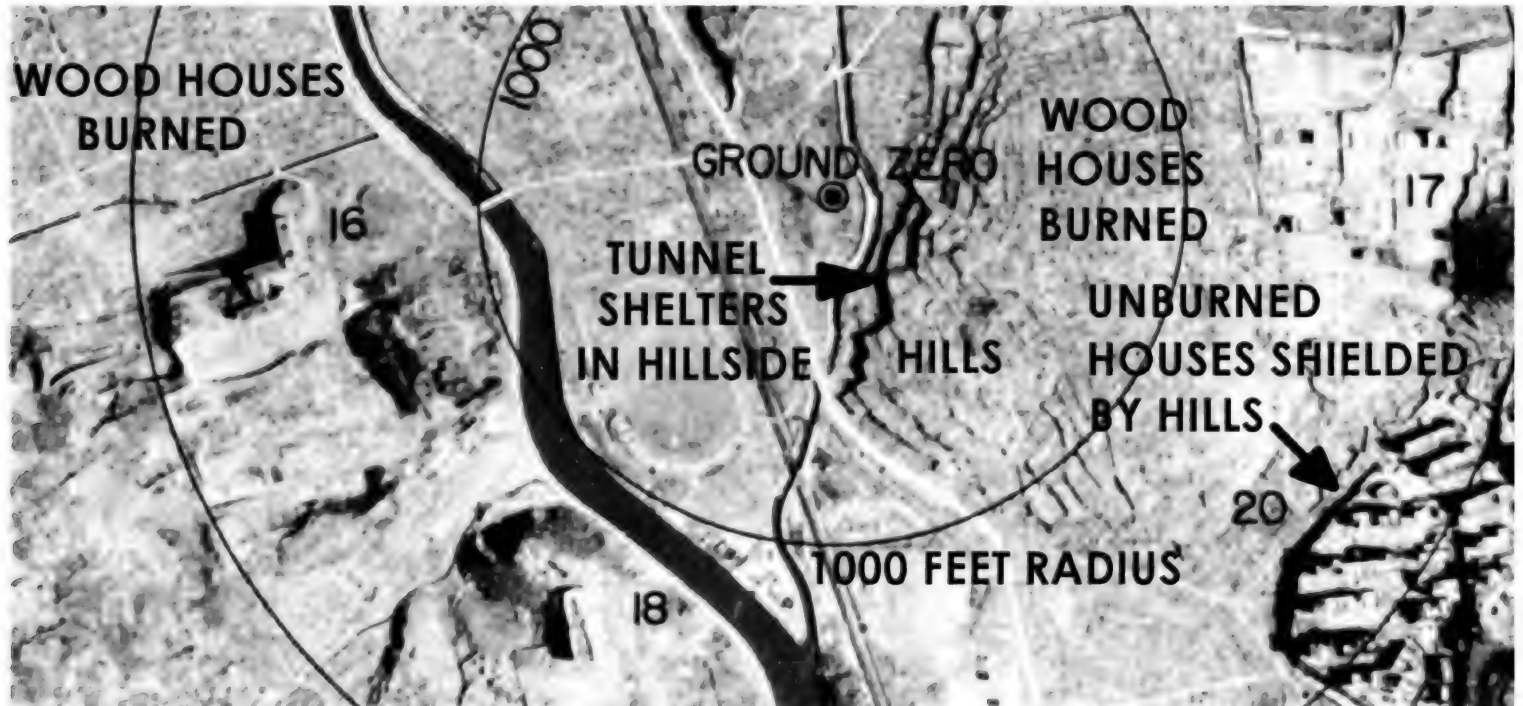 WOOD HOUSES
BURNED
1000
GROUND ZERO
WOOD
HOUSES
BURNED
16
17
TUNNEL
SHELTERS
IN HILLSIDE
HILLS
UNBURNED
HOUSES SHIELDED
BY HILLS
20
1000 FEET RADIUS
18